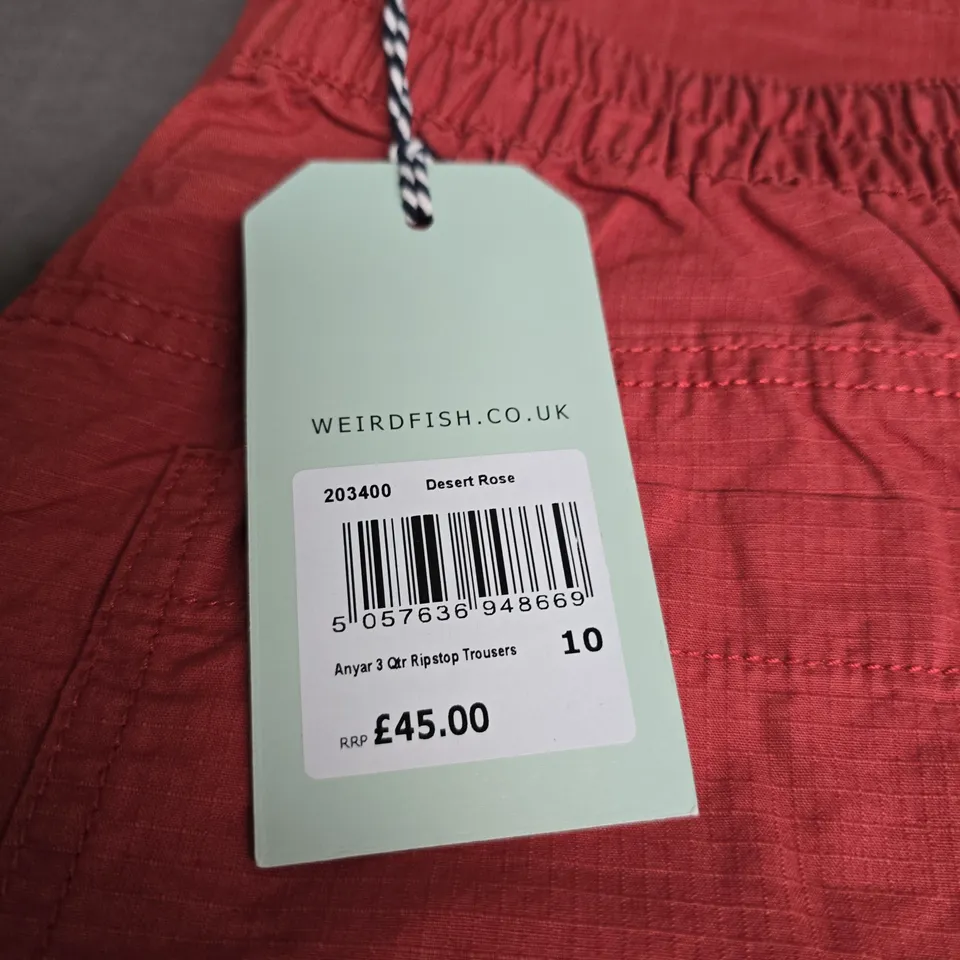 WEIRDFISH.CO.UK
203400 Desert Rose
5 057636 948669
Anyar 3 Qtr Ripstop Trousers 10
RRP £45.00